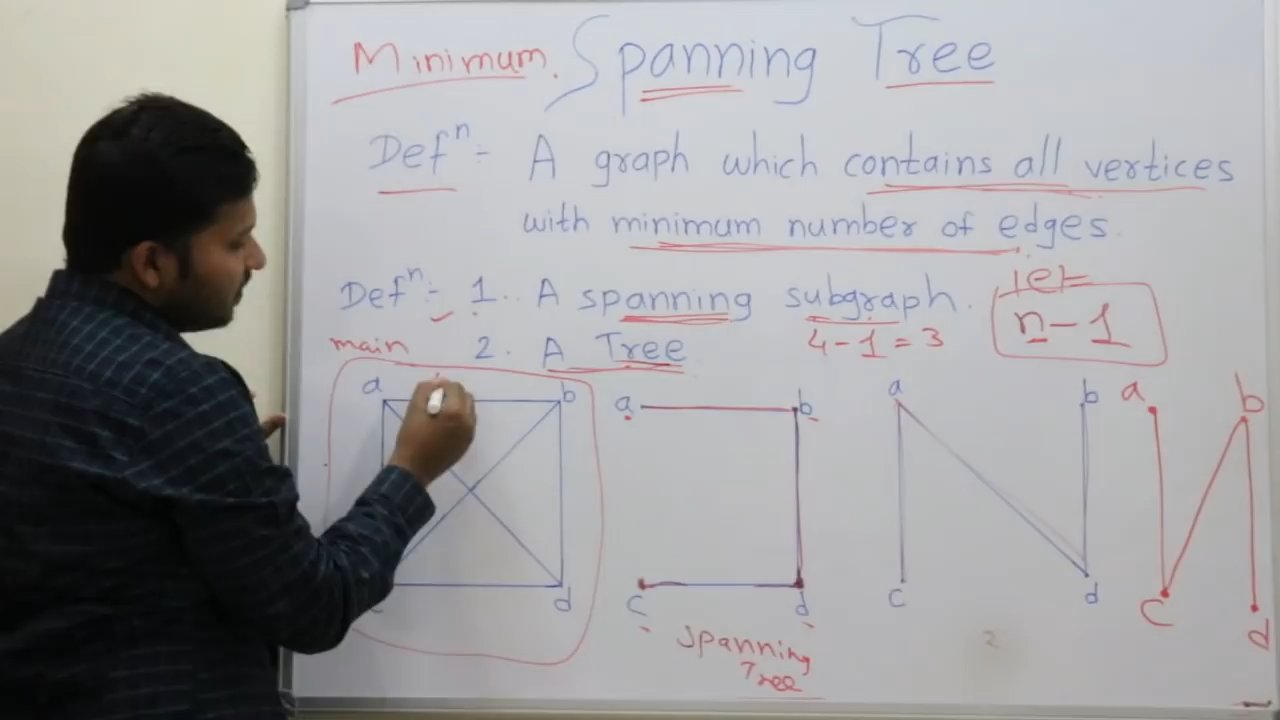 Minimum. Spanning Tree
Defⁿ:- A graph which contains all vertices
with minimum number of edges.
Defⁿ:- 1. A spanning subgraph.
2. A Tree
4-1=3
n-1
main
a b
d
a b
c d
Spanning
Tree
a b
c d
a b
c d